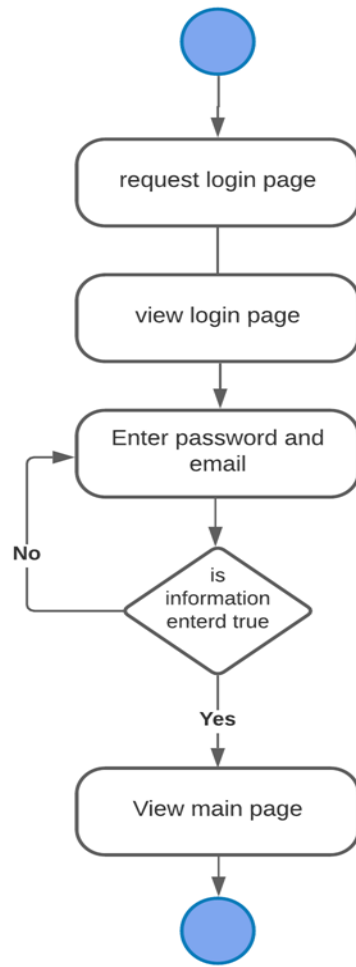 request login page
view login page
Enter password and
email
is
information
enterd true
No
Yes
View main page